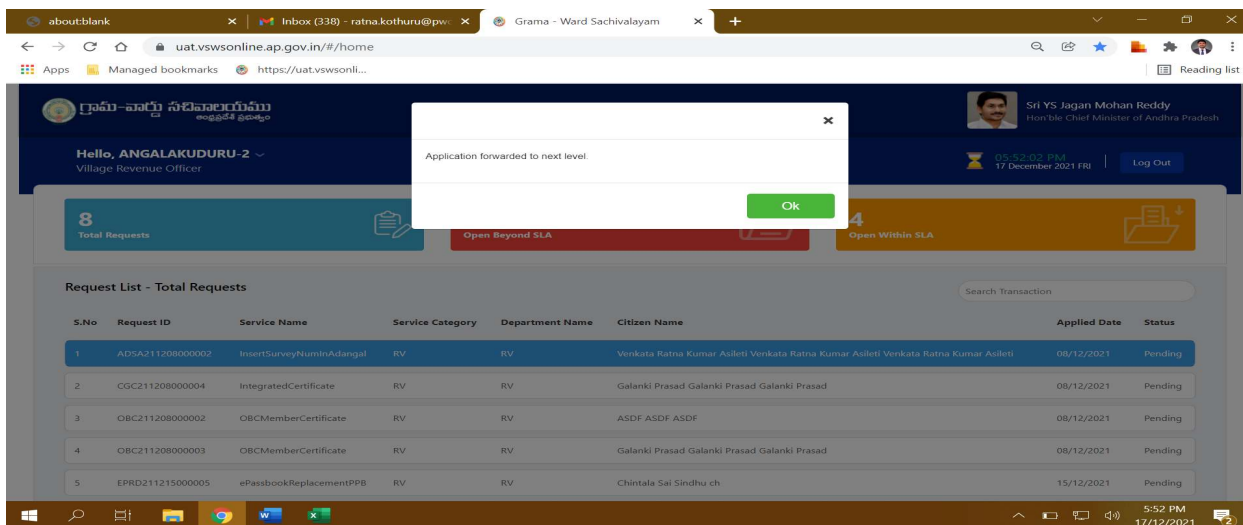 about:blank
Inbox (338) - ratna.kothuru@pwc
Grama - Ward Sachivalayam
uat.vswsonline.ap.gov.in/#/home
Apps
Managed bookmarks
https://uat.vswsonli...
Reading list
గ్రామ-వార్డు సచివాలయము
ఆంధ్రప్రదేశ్ ప్రభుత్వం
Sri YS Jagan Mohan Reddy
Hon'ble Chief Minister of Andhra Pradesh
Hello, ANGALAKUDURU-2
Village Revenue Officer
Application forwarded to next level.
Ok
05:52:02 PM
17 December 2021 FRI
Log Out
8
Total Requests
Open Beyond SLA
4
Open Within SLA
Request List - Total Requests
Search Transaction
S.No Request ID Service Name Service Category Department Name Citizen Name Applied Date Status
1 ADSA211208000002 InsertSurveyNumInAdangal RV RV Venkata Ratna Kumar Asileti Venkata Ratna Kumar Asileti Venkata Ratna Kumar Asileti 08/12/2021 Pending
2 CGC211208000004 IntegratedCertificate RV RV Galanki Prasad Galanki Prasad Galanki Prasad 08/12/2021 Pending
3 OBC211208000002 OBCMemberCertificate RV RV ASDF ASDF ASDF 08/12/2021 Pending
4 OBC211208000003 OBCMemberCertificate RV RV Galanki Prasad Galanki Prasad Galanki Prasad 08/12/2021 Pending
5 EPRD211215000005 ePassbookReplacementPPB RV RV Chintala Sai Sindhu ch 15/12/2021 Pending
5:52 PM
17/12/2021
2